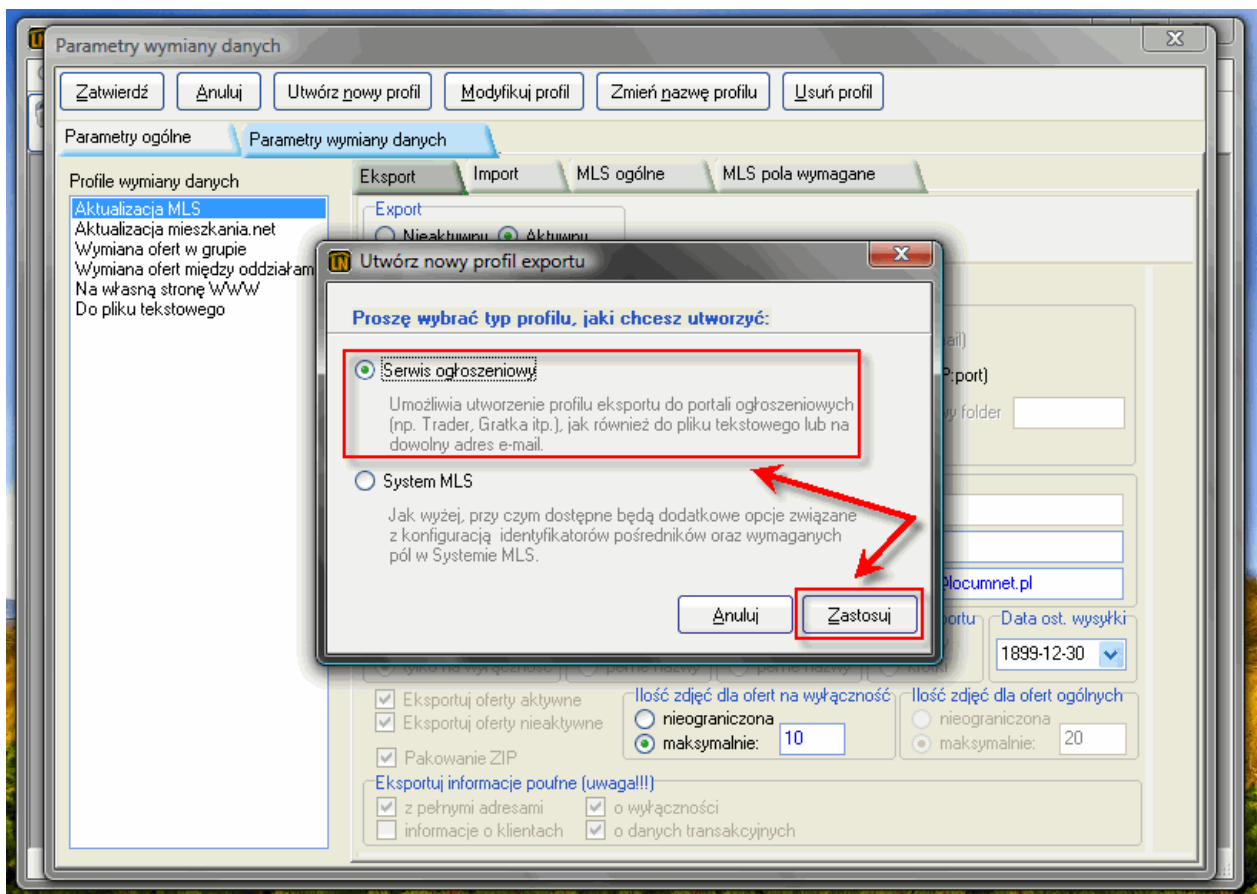 Parametry wymiany danych
Zatwierdź Anuluj Utwórz nowy profil Modyfikuj profil Zmień nazwę profilu Usuń profil
Parametry ogólne Parametry wymiany danych
Profile wymiany danych
Aktualizacja MLS
Aktualizacja mieszkania.net
Wymiana ofert w grupie
Wymiana ofert między oddziałam
Na własną stronę WWW
Do pliku tekstowego
Eksport Import MLS ogólne MLS pola wymagane
Export
Nieaktywny Aktywny
Utwórz nowy profil exportu
Proszę wybrać typ profilu, jaki chcesz utworzyć:
Serwis ogłoszeniowy
Umożliwia utworzenie profilu eksportu do portali ogłoszeniowych
(np. Trader, Gratka itp.), jak również do pliku tekstowego lub na
dowolny adres e-mail.
System MLS
Jak wyżej, przy czym dostępne będą dodatkowe opcje związane
z konfiguracją identyfikatorów pośredników oraz wymaganych
pól w Systemie MLS.
Anuluj Zastosuj
ail)
P:port)
wy folder
@locumnet.pl
portu Data ost. wysyłki
1899-12-30
Eksportuj oferty aktywne
Eksportuj oferty nieaktywne
Pakowanie ZIP
Ilość zdjęć dla ofert na wyłączność
nieograniczona
maksymalnie: 10
Ilość zdjęć dla ofert ogólnych
nieograniczona
maksymalnie: 20
Eksportuj informacje poufne (uwaga!!!)
z pełnymi adresami o wyłączności
informacje o klientach o danych transakcyjnych